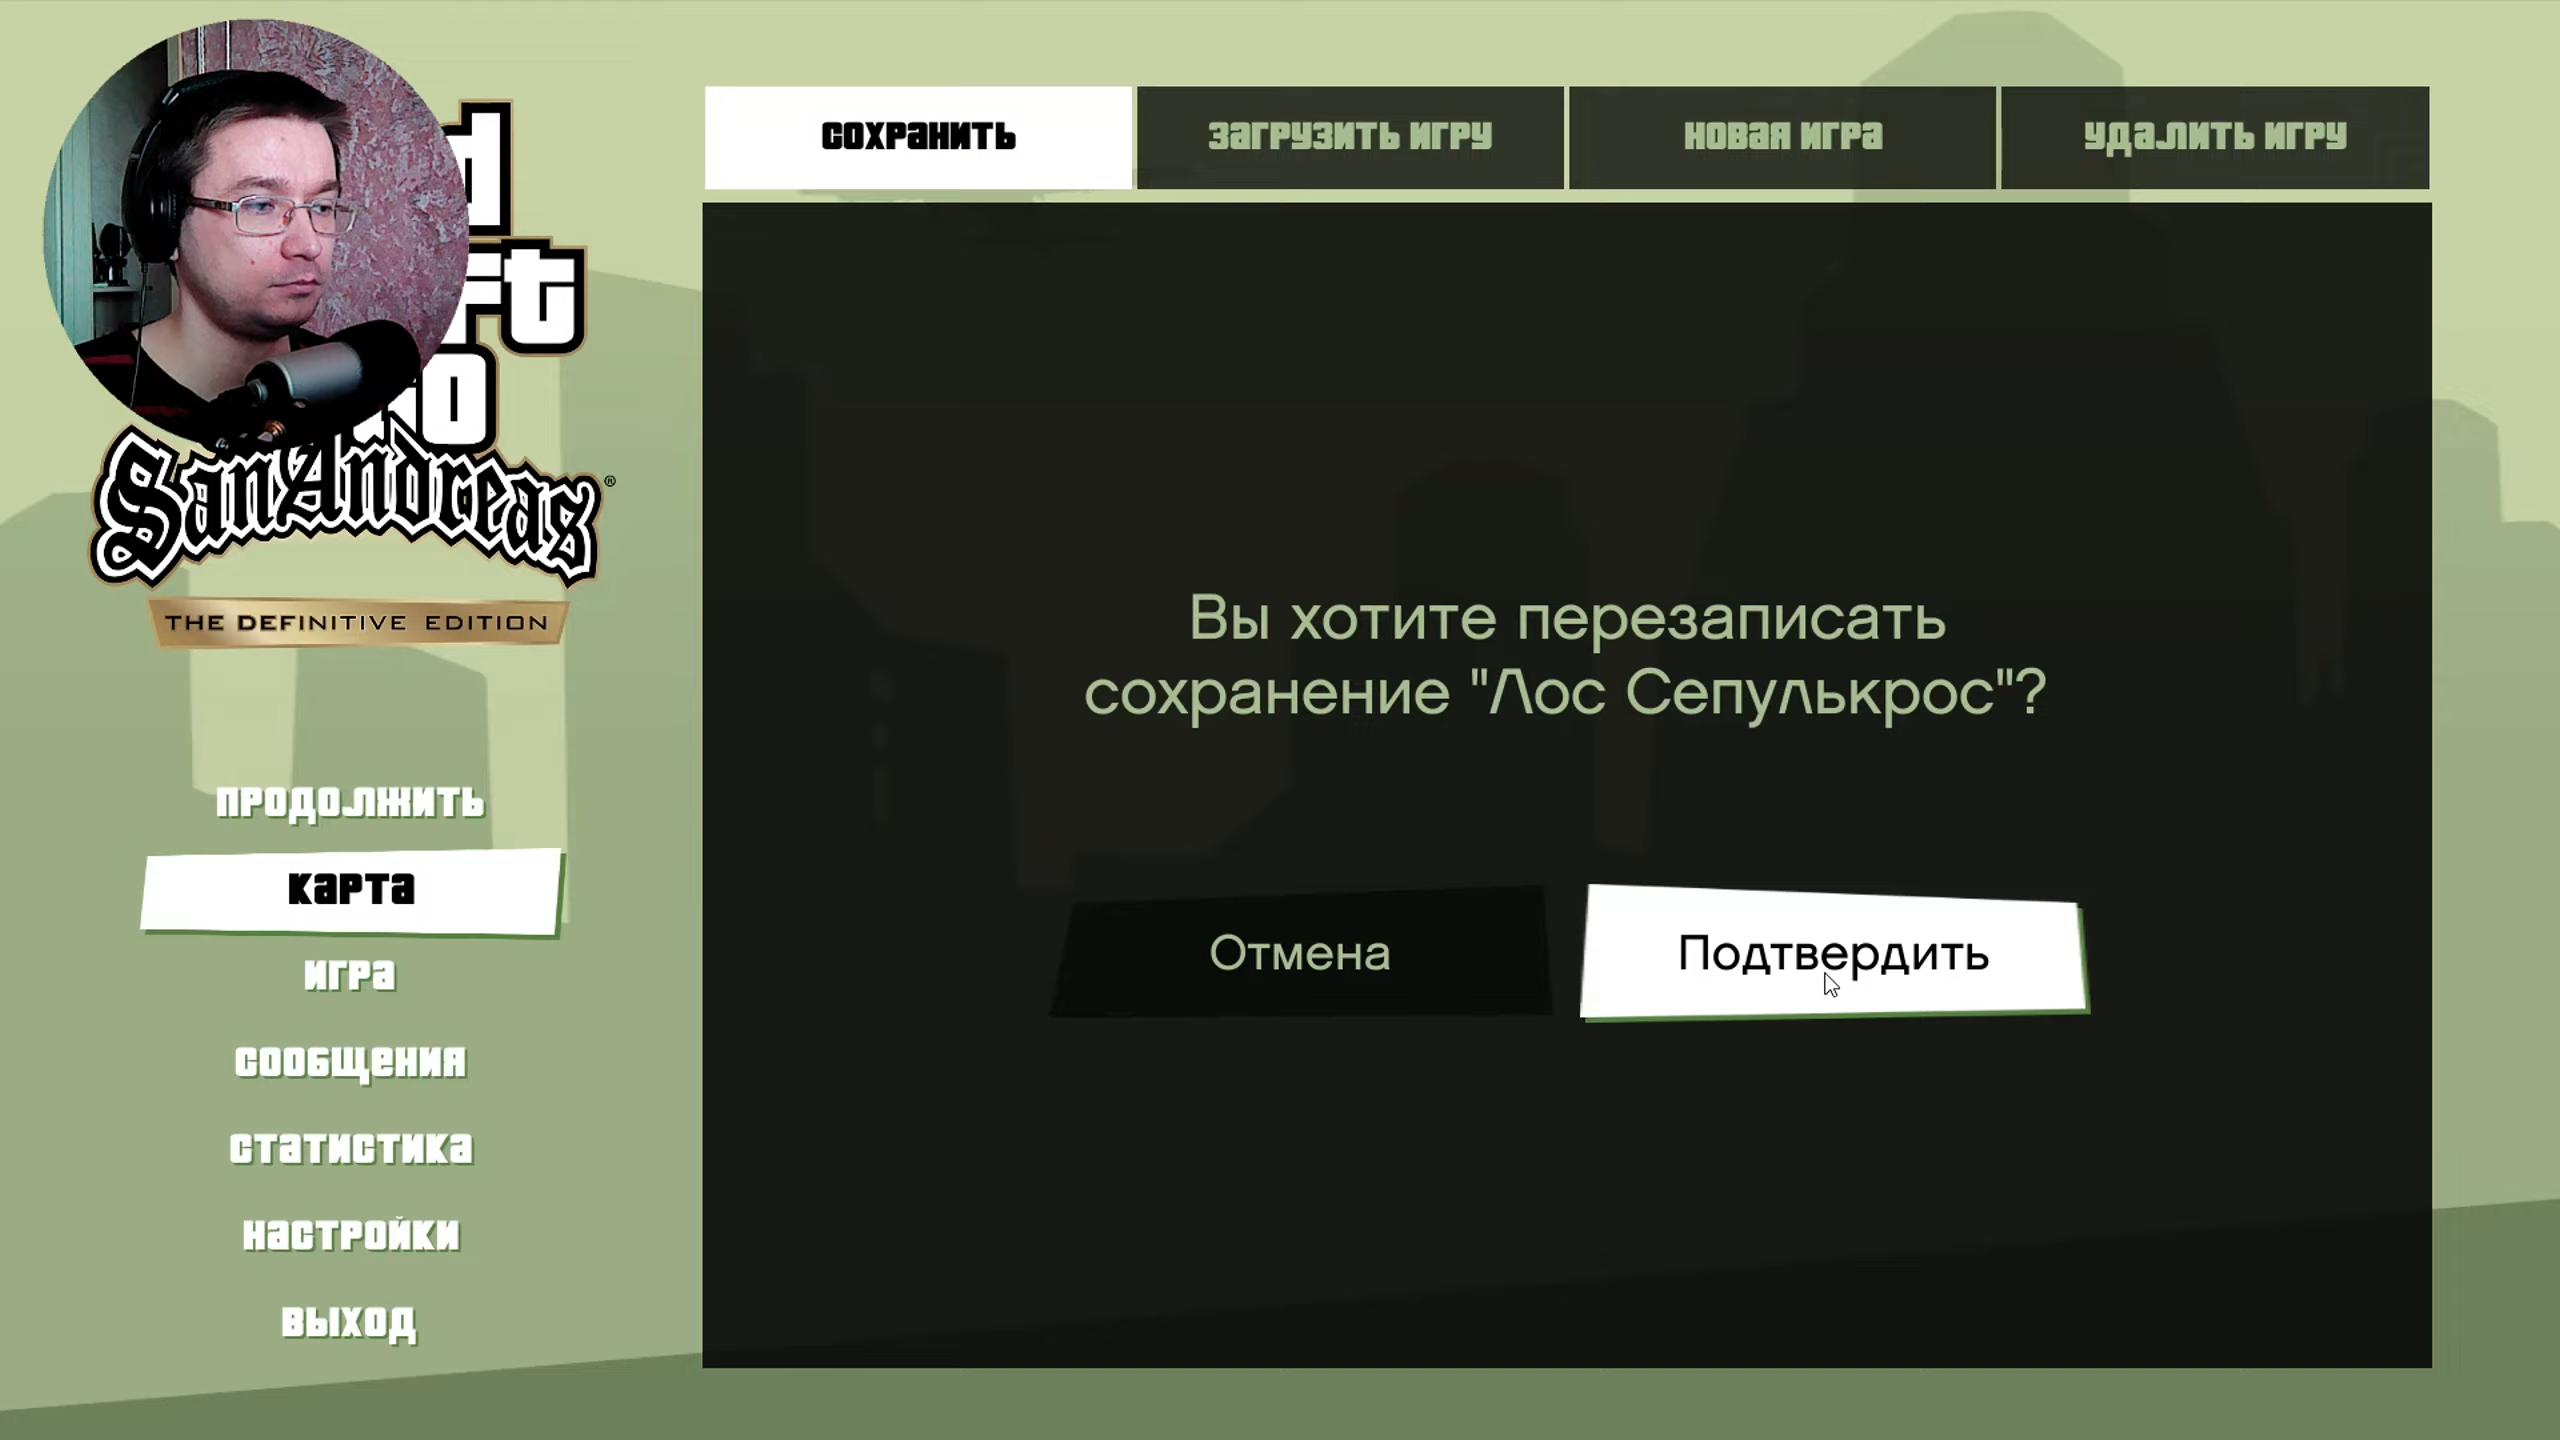 San Andreas®
THE DEFINITIVE EDITION
ПРОДОЛЖИТЬ
КАРТА
ИГРА
СООБЩЕНИЯ
СТАТИСТИКА
НАСТРОЙКИ
ВЫХОД
СОХРАНИТЬ
ЗАГРУЗИТЬ ИГРУ
НОВАЯ ИГРА
УДАЛИТЬ ИГРУ
Вы хотите перезаписать
сохранение "Лос Сепулькрос"?
Отмена
Подтвердить